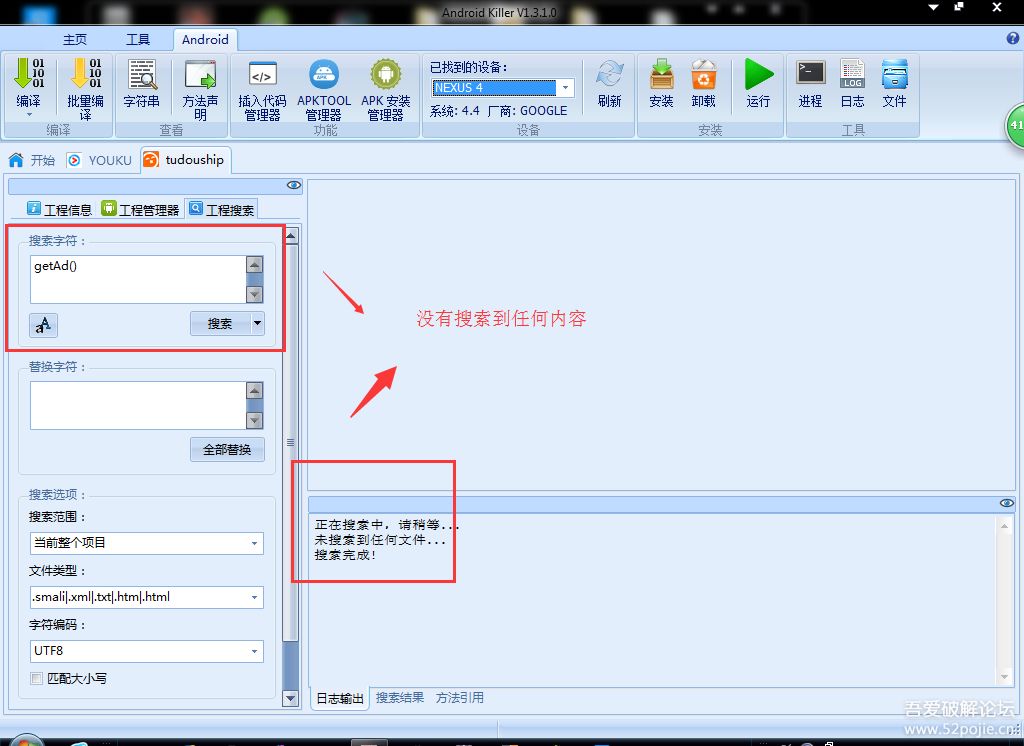 Android Killer V1.3.1.0
主页 工具 Android
编译 批量编译 字符串 方法声明 插入代码管理器 APKTOOL管理器 APK 安装管理器
已找到的设备:
NEXUS 4
系统: 4.4 厂商: GOOGLE
刷新 安装 卸载 运行 进程 日志 文件
LOG
编译 查看 功能 设备 安装 工具
41
开始 YOUKU tudouship
工程信息 工程管理器 工程搜索
搜索字符:
getAd()
aA
搜索
没有搜索到任何内容
替换字符:
全部替换
搜索选项:
搜索范围:
当前整个项目
文件类型:
.smali|.xml|.txt|.htm|.html
字符编码:
UTF8
匹配大小写
正在搜索中, 请稍等...
未搜索到任何文件...
搜索完成!
日志输出 搜索结果 方法引用
吾爱破解论坛
www.52pojie.cn